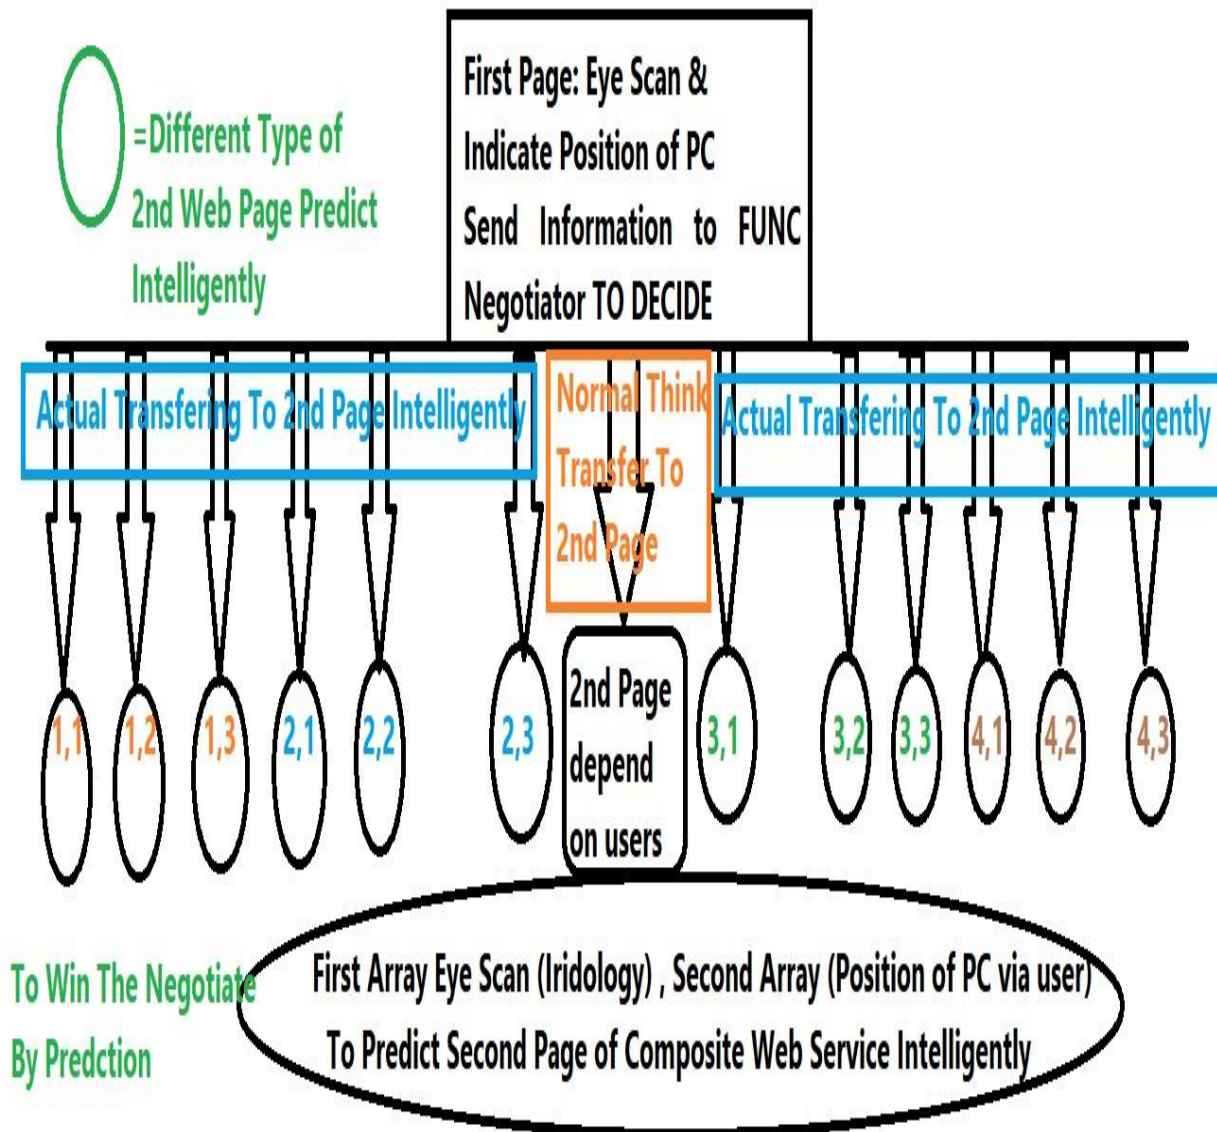 First Page: Eye Scan &
Indicate Position of PC
Send Information to FUNC
Negotiator TO DECIDE
=Different Type of
2nd Web Page Predict
Intelligently
Actual Transfering To 2nd Page Intelligently
Normal Think
Transfer To
2nd Page
Actual Transfering To 2nd Page Intelligently
1,1
1,2
1,3
2,1
2,2
2,3
2nd Page
depend
on users
3,1
3,2
3,3
4,1
4,2
4,3
To Win The Negotiate
By Predction
First Array Eye Scan (Iridology) , Second Array (Position of PC via user)
To Predict Second Page of Composite Web Service Intelligently